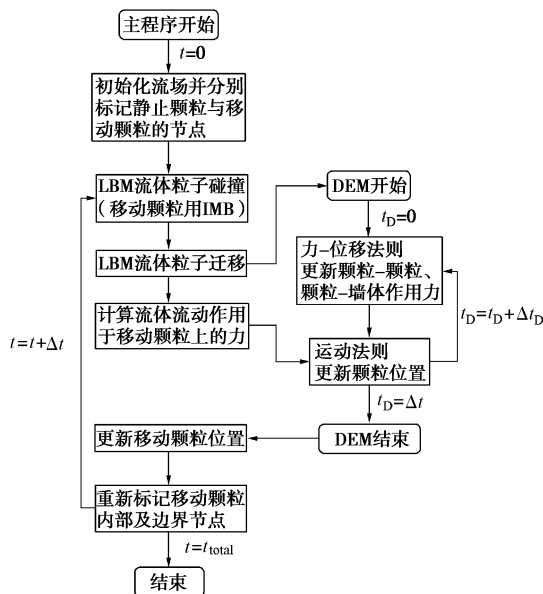 主程序开始
t=0
初始化流场并分别
标记静止颗粒与移
动颗粒的节点
LBM流体粒子碰撞
(移动颗粒用IMB)
LBM流体粒子迁移
计算流体流动作用
于移动颗粒上的力
t=t+Δt
DEM开始
t_D=0
力-位移法则
更新颗粒-颗粒、
颗粒-墙体作用力
t_D=t_D+Δt_D
运动法则
更新颗粒位置
t_D=Δt
DEM结束
更新移动颗粒位置
重新标记移动颗粒
内部及边界节点
t=t_total
结束